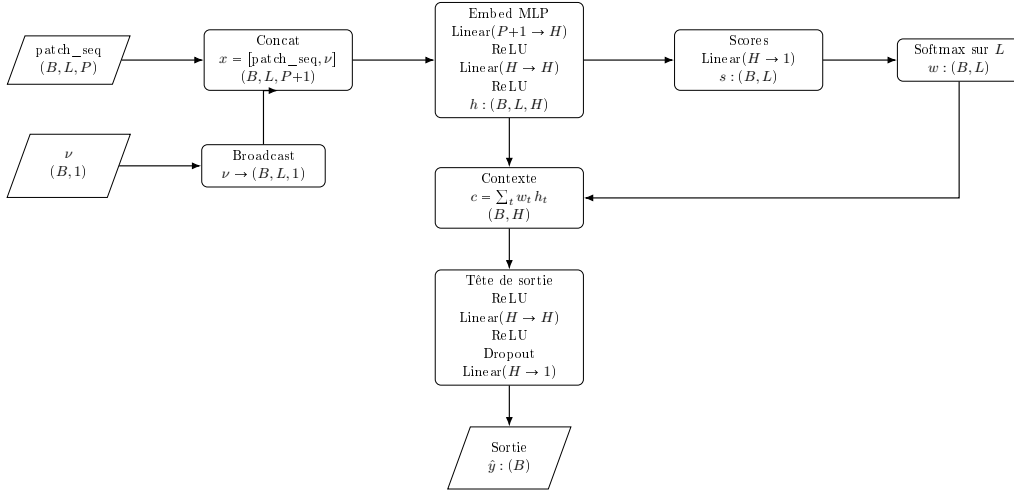 patch_seq
(B, L, P)
Concat
x = [patch_seq, ν]
(B, L, P+1)
Embed MLP
Linear(P+1 → H)
ReLU
Linear(H → H)
ReLU
h : (B, L, H)
Scores
Linear(H → 1)
s : (B, L)
Softmax sur L
w : (B, L)
ν
(B, 1)
Broadcast
ν → (B, L, 1)
Contexte
c = ∑_t w_t h_t
(B, H)
Tête de sortie
ReLU
Linear(H → H)
ReLU
Dropout
Linear(H → 1)
Sortie
ŷ : (B)